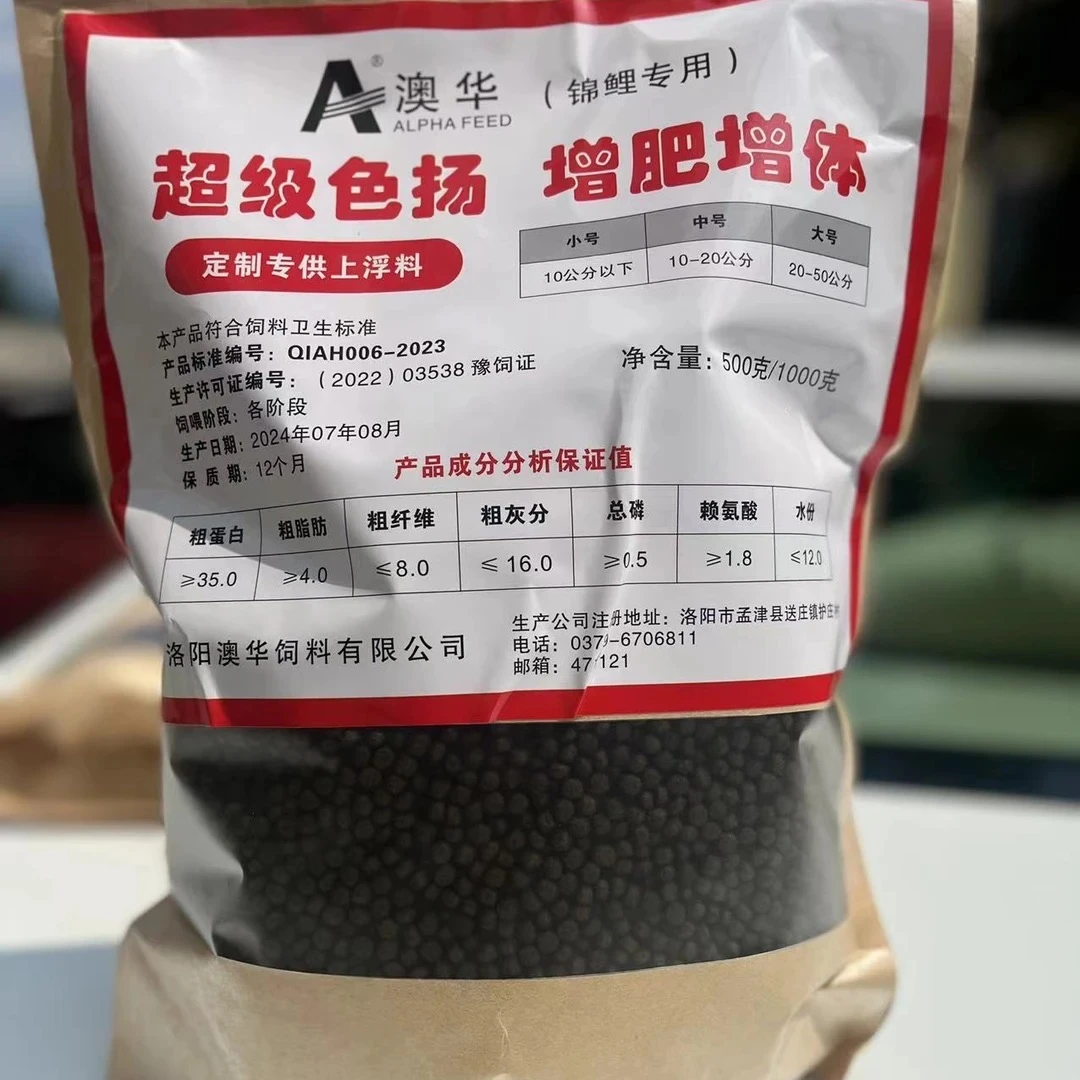 A® 澳华 （锦鲤专用）
ALPHA FEED
超级色扬 增肥增体
定制专供上浮料
小号 中号 大号
10公分以下 10-20公分 20-50公分
本产品符合饲料卫生标准
产品标准编号：QIAH006-2023
生产许可证编号：（2022）03538 豫饲证
净含量：500克/1000克
饲喂阶段：各阶段
生产日期：2024年07年08月
保质期：12个月
产品成分分析保证值
粗蛋白 粗脂肪 粗纤维 粗灰分 总磷 赖氨酸 水份
≥35.0 ≥4.0 ≤8.0 ≤16.0 ≥0.5 ≥1.8 ≤12.0
洛阳澳华饲料有限公司
生产公司注册地址：洛阳市孟津县送庄镇护庄
电话：0379-6706811
邮箱：47 121